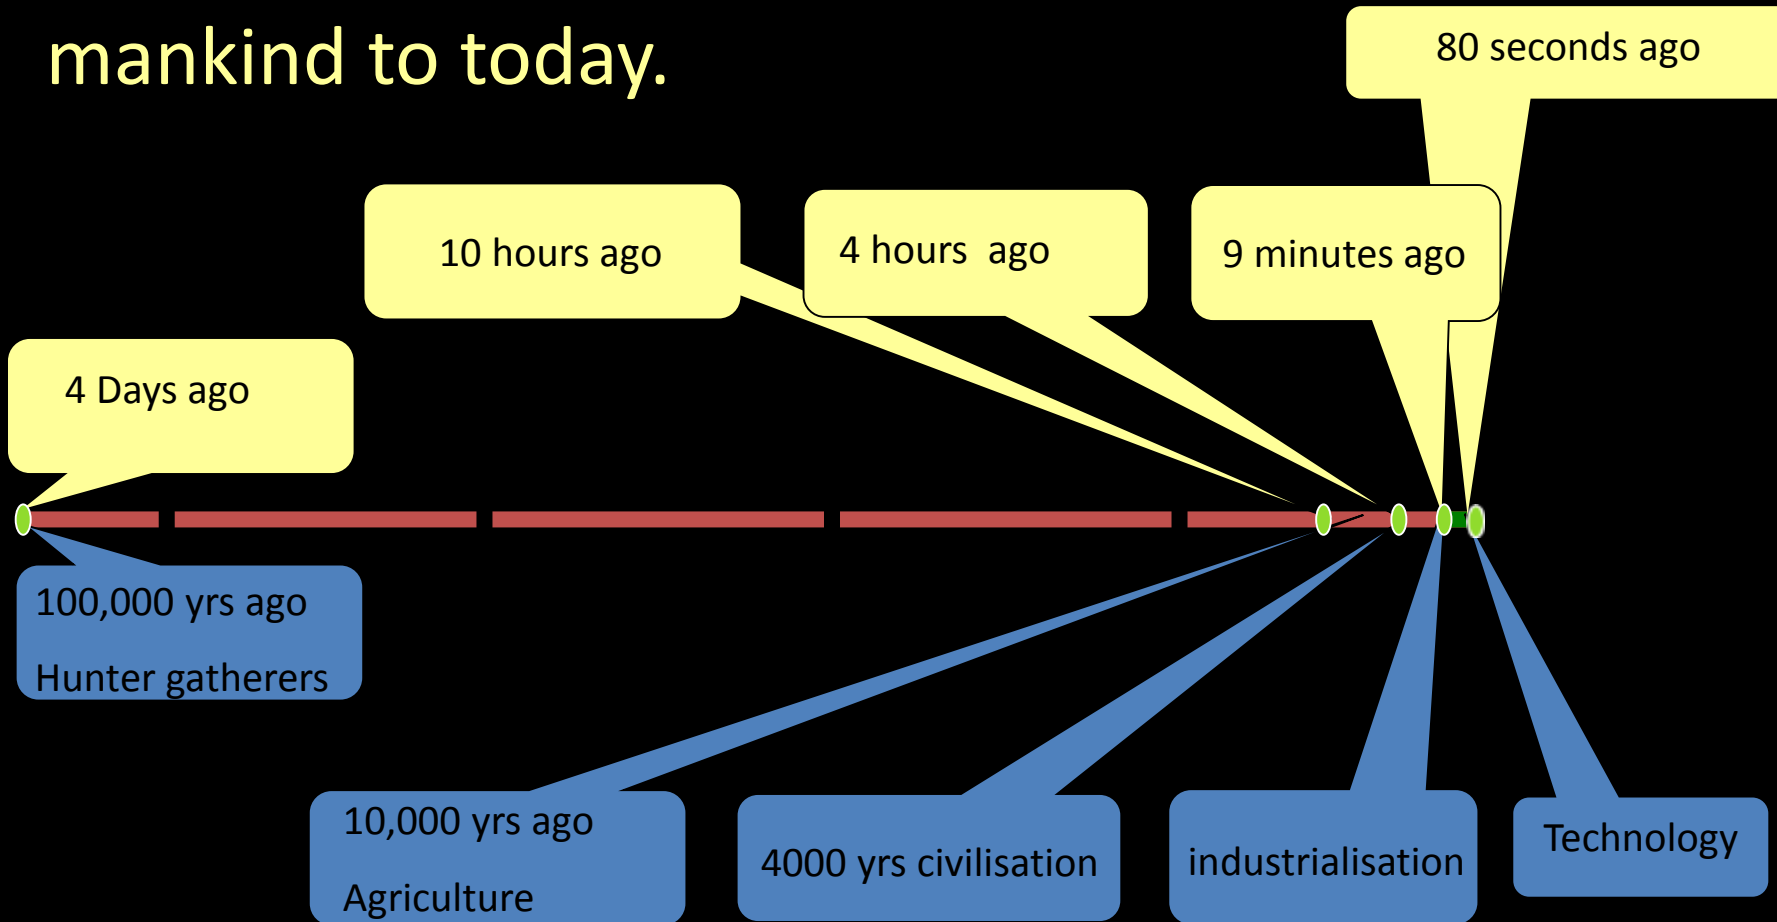 mankind to today.
80 seconds ago
10 hours ago
4 hours  ago
9 minutes ago
4 Days ago
100,000 yrs ago
Hunter gatherers
10,000 yrs ago
Agriculture
4000 yrs civilisation
industrialisation
Technology